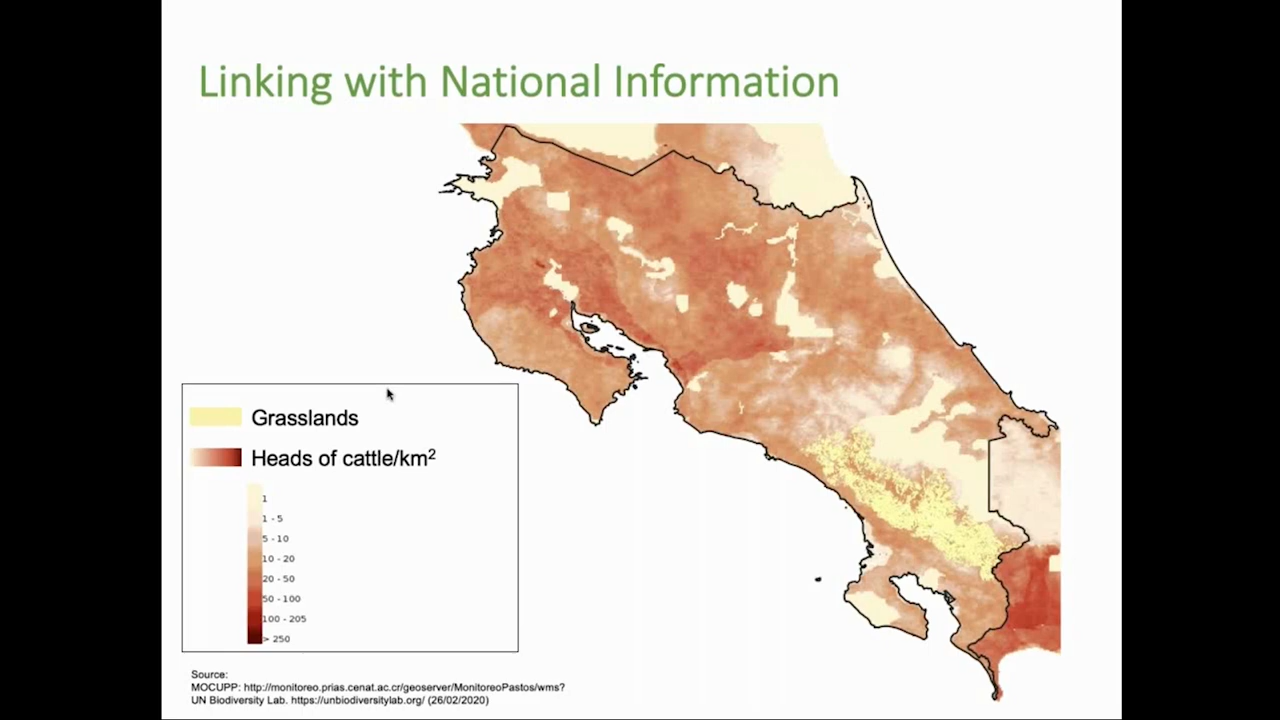 Linking with National Information
Grasslands
Heads of cattle/km²
1
1 - 5
5 - 10
10 - 20
20 - 50
50 - 100
100 - 205
> 250
Source:
MOCUPP: http://monitoreo.prias.cenat.ac.cr/geoserver/MonitoreoPastos/wms?
UN Biodiversity Lab. https://unbiodiversitylab.org/ (26/02/2020)